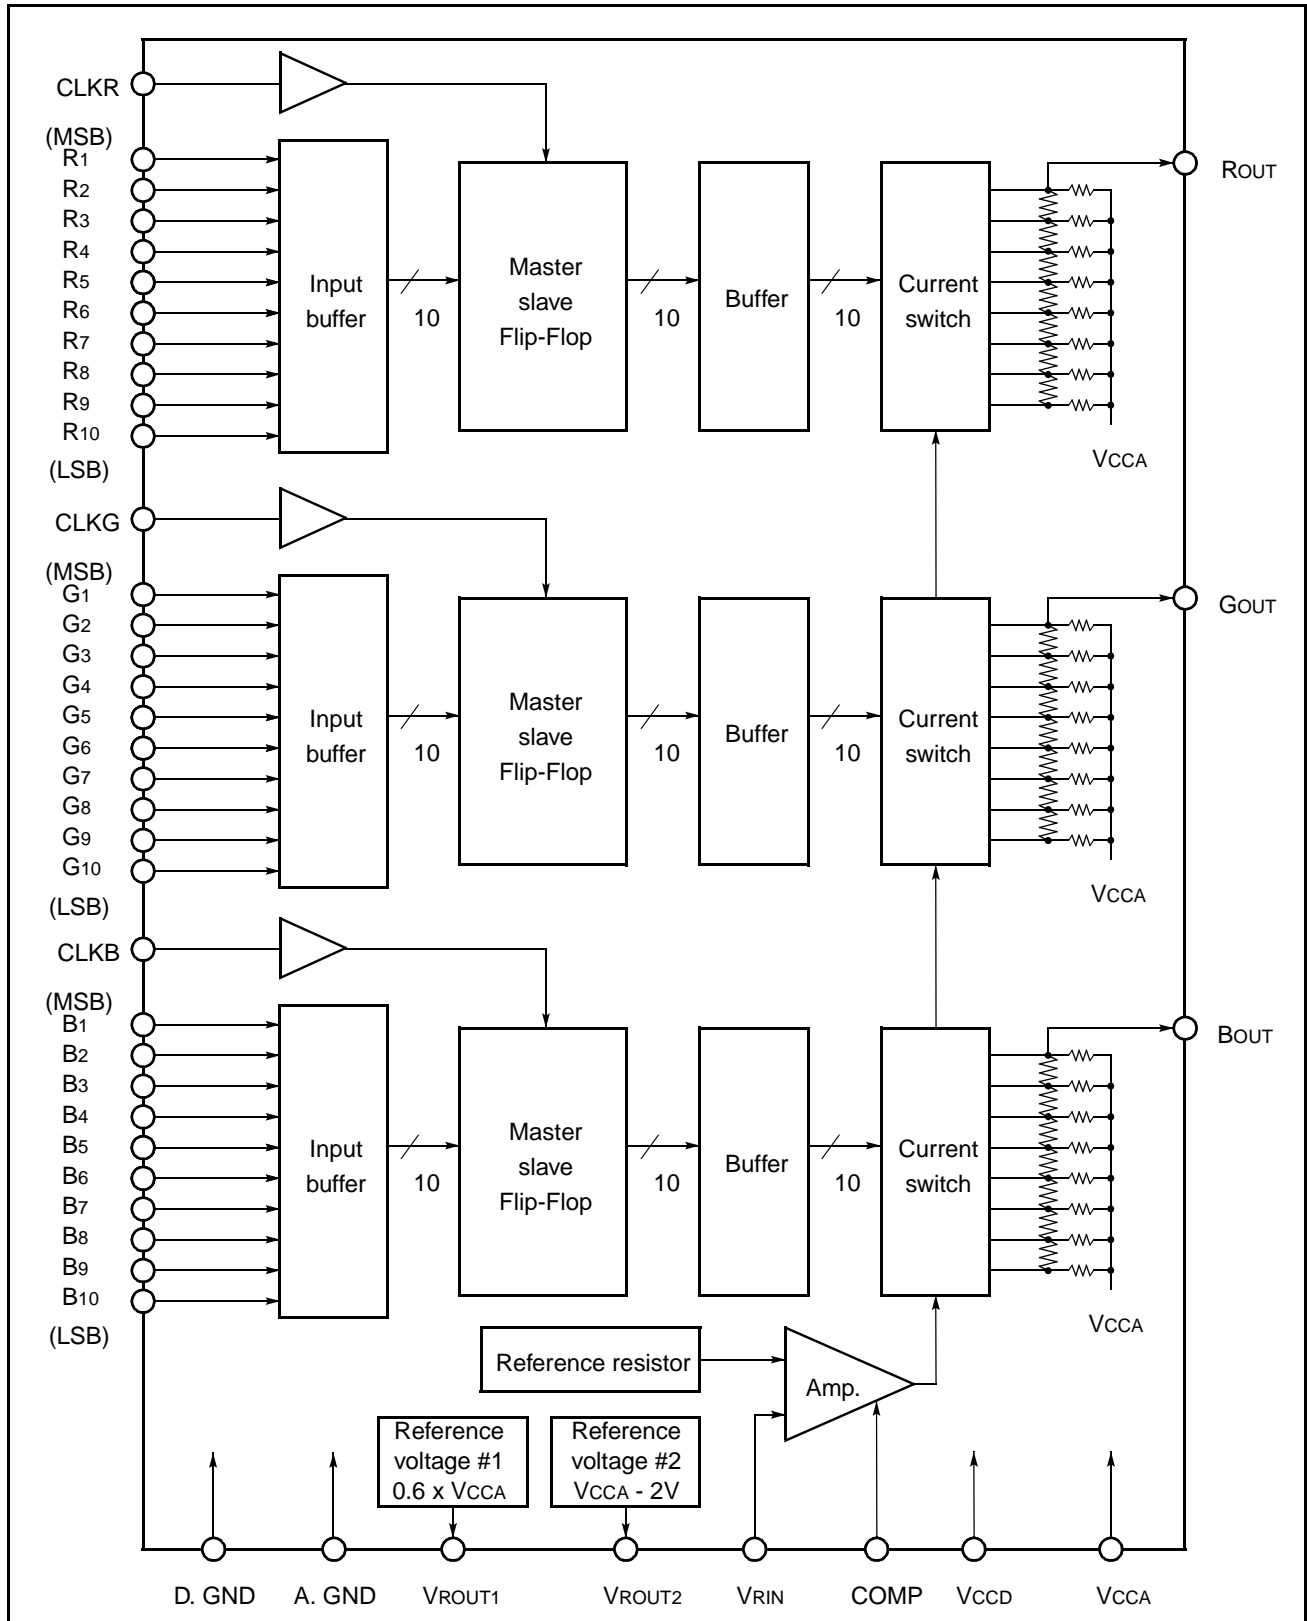 CLKR
(MSB)
R1
R2
R3
R4
R5
R6
R7
R8
R9
R10
(LSB)
Input
buffer
10
Master
slave
Flip-Flop
10
Buffer
10
Current
switch
VCCA
ROUT
CLKG
(MSB)
G1
G2
G3
G4
G5
G6
G7
G8
G9
G10
(LSB)
Input
buffer
10
Master
slave
Flip-Flop
10
Buffer
10
Current
switch
VCCA
GOUT
CLKB
(MSB)
B1
B2
B3
B4
B5
B6
B7
B8
B9
B10
(LSB)
Input
buffer
10
Master
slave
Flip-Flop
10
Buffer
10
Current
switch
VCCA
BOUT
Reference resistor
Amp.
Reference
voltage #1
0.6 x VCCA
Reference
voltage #2
VCCA - 2V
D. GND
A. GND
VROUT1
VROUT2
VRIN
COMP
VCCD
VCCA